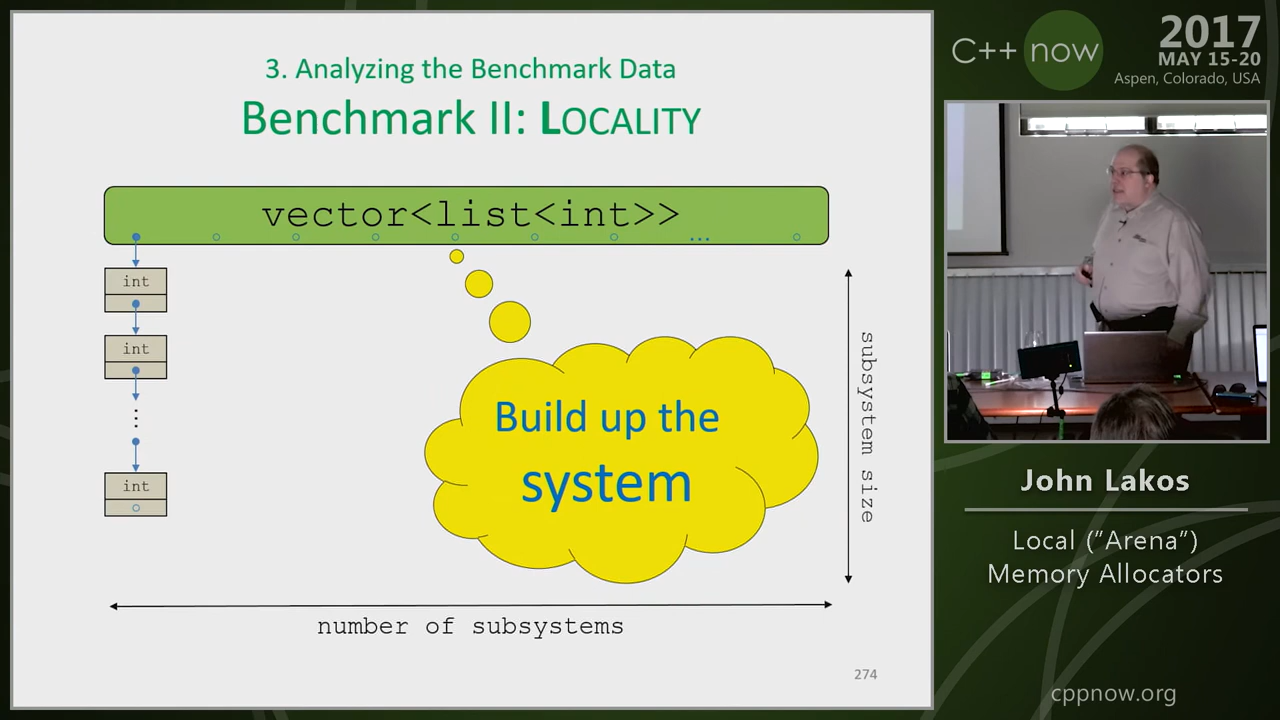 3. Analyzing the Benchmark Data
Benchmark II: LOCALITY
vector<list<int>>
...
int
int
int
Build up the
system
subsystem size
number of subsystems
274
C++ now
2017
MAY 15-20
Aspen, Colorado, USA
John Lakos
Local (“Arena”)
Memory Allocators
cppnow.org